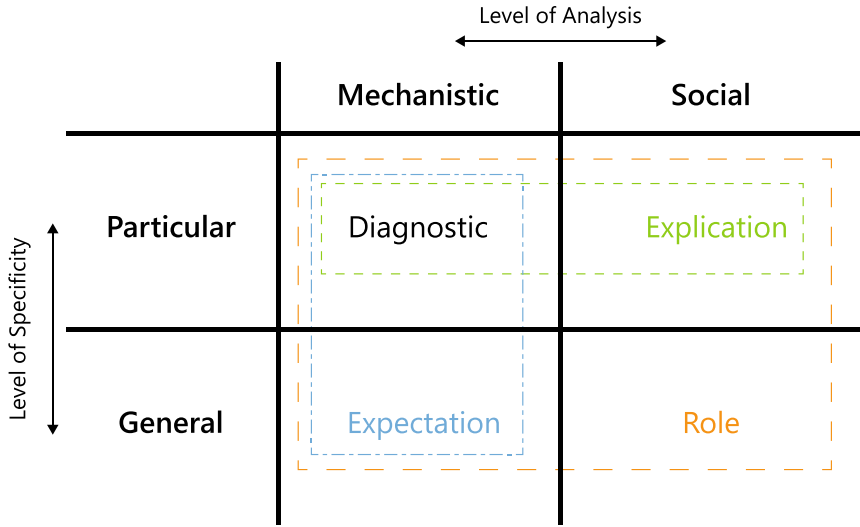 Level of Analysis
Mechanistic
Social
Level of Specificity
Particular
Diagnostic
Explication
General
Expectation
Role